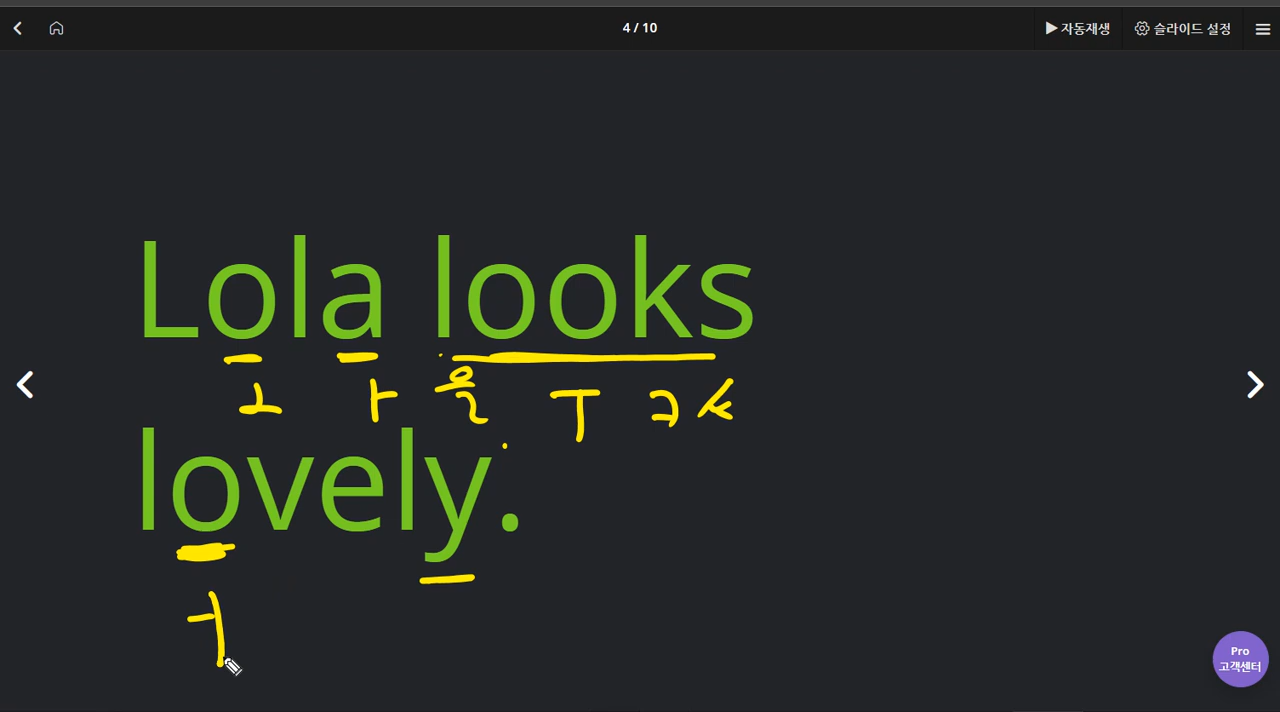 4 / 10
▶ 자동재생
슬라이드 설정
Lola looks
ㅗ ㅏ 을 ㅜ ㅋㅅ
lovely.
ㅓ
Pro
고객센터